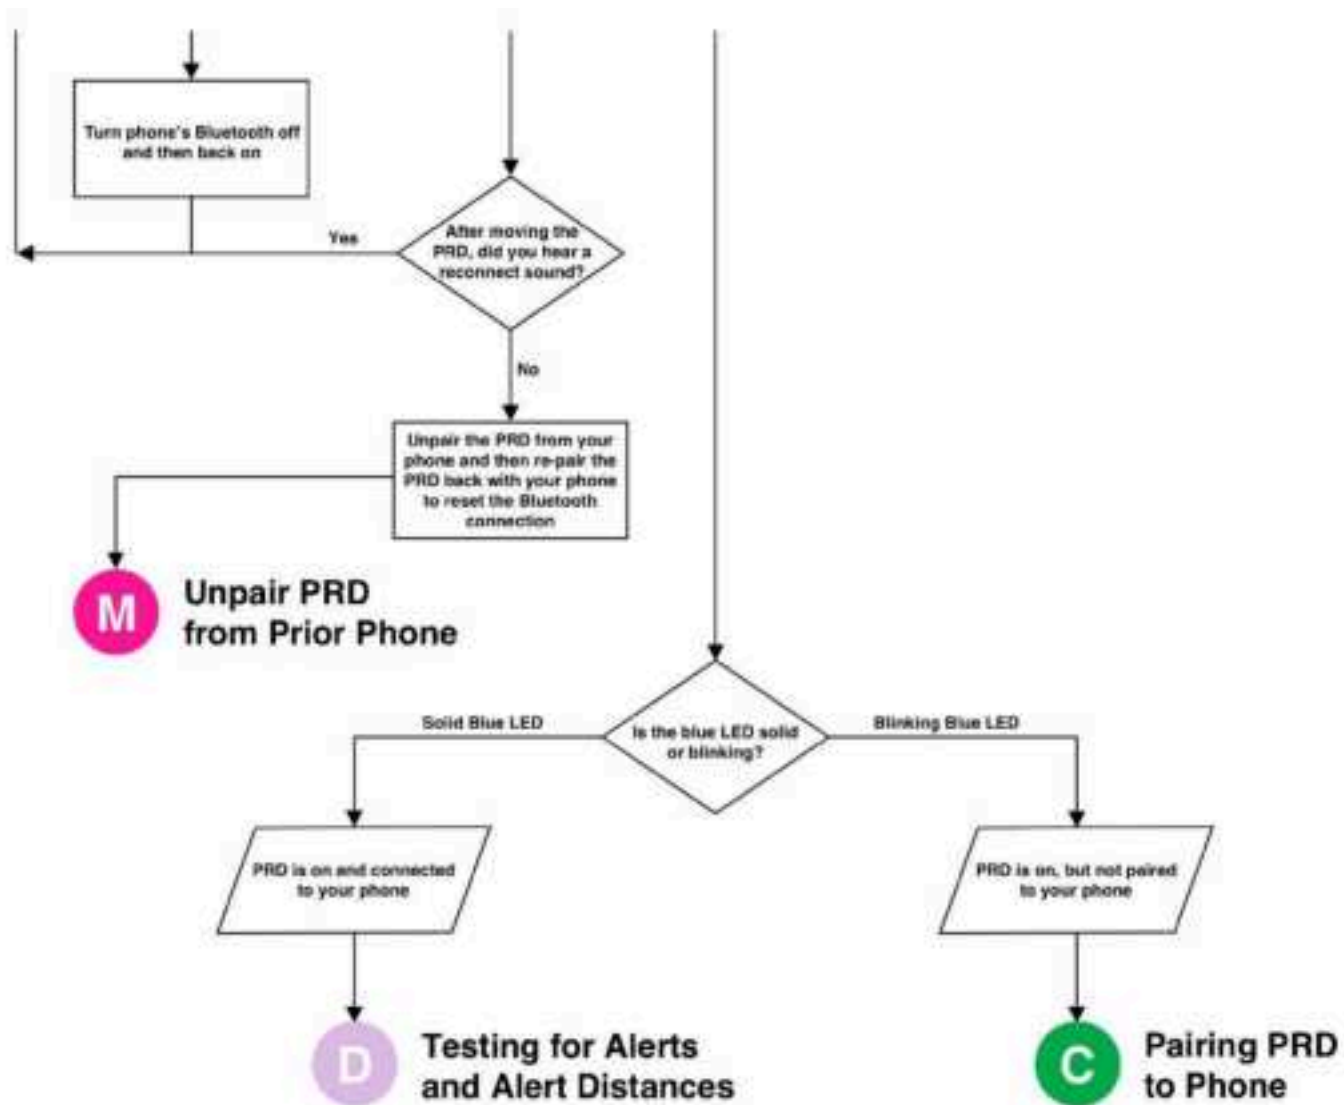 Turn phone's Bluetooth off
and then back on
Yes
After moving the
PRD, did you hear a
reconnect sound?
No
Unpair the PRD from your
phone and then re-pair the
PRD back with your phone
to reset the Bluetooth
connection
M
Unpair PRD
from Prior Phone
Solid Blue LED
Is the blue LED solid
or blinking?
Blinking Blue LED
PRD is on and connected
to your phone
PRD is on, but not paired
to your phone
D
Testing for Alerts
and Alert Distances
C
Pairing PRD
to Phone